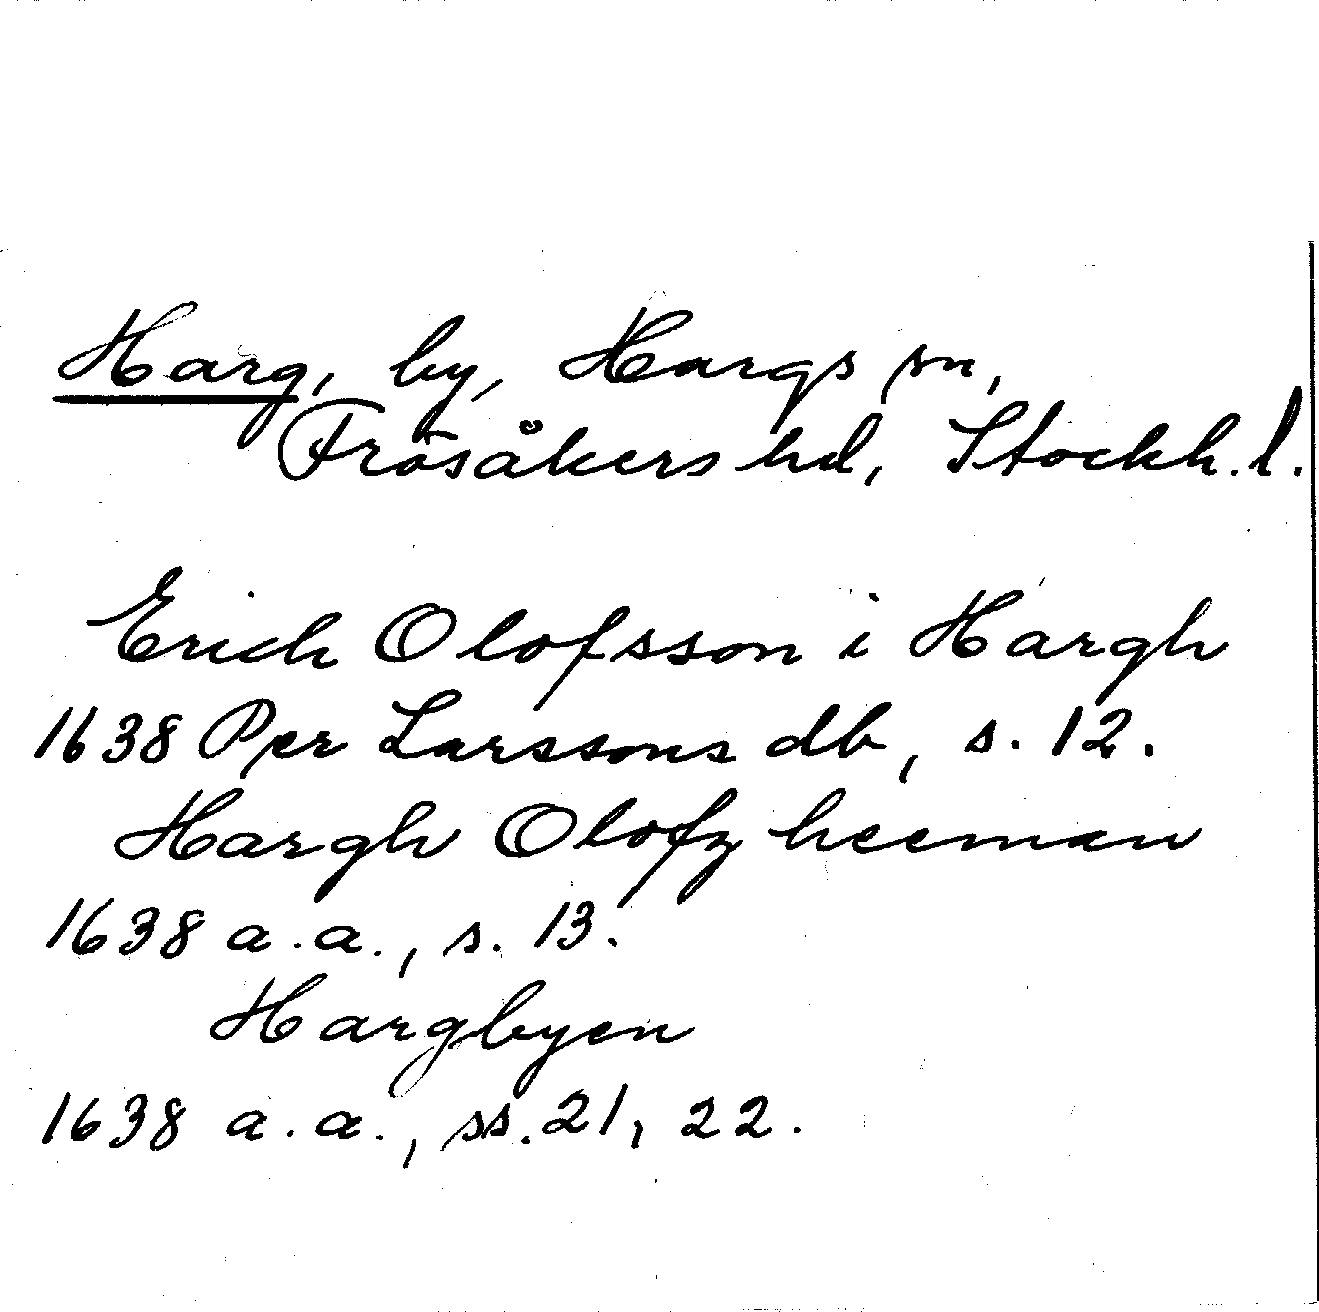 Harg, by, Hargs sn,
Frösåkers hd, Stockh. l.
Erich Olofsson i Hargh
1638 Per Larssons db, s. 12.
Hargh Olofz heeman
1638 a.a., s. 13.
Hargbyen
1638 a.a., ss. 21, 22.